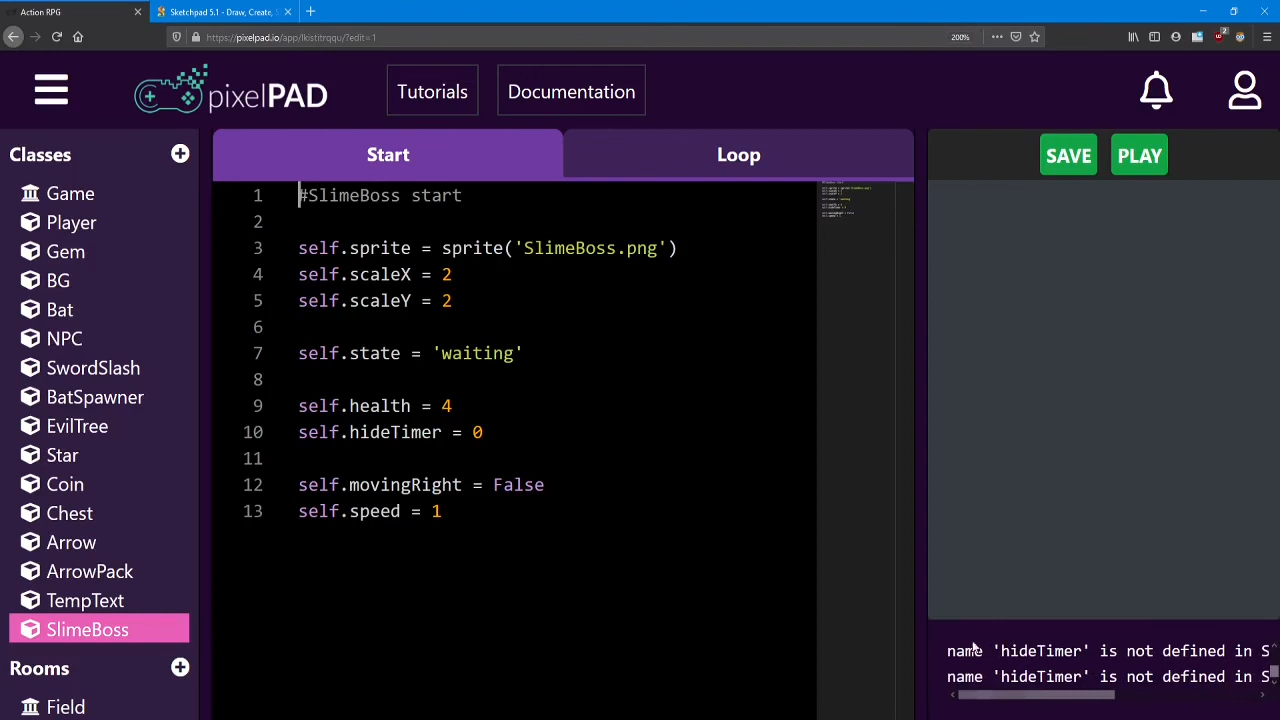 Action RPG
Sketchpad 5.1 - Draw, Create,
https://pixelpad.io/app/lkistitrqqu/?edit=1
200%
2
pixelPAD
Tutorials
Documentation
Classes
Game
Player
Gem
BG
Bat
NPC
SwordSlash
BatSpawner
EvilTree
Star
Coin
Chest
Arrow
ArrowPack
TempText
SlimeBoss
Rooms
Field
Start
Loop
1 #SlimeBoss start
2
3 self.sprite = sprite('SlimeBoss.png')
4 self.scaleX = 2
5 self.scaleY = 2
6
7 self.state = 'waiting'
8
9 self.health = 4
10 self.hideTimer = 0
11
12 self.movingRight = False
13 self.speed = 1
SAVE
PLAY
name 'hideTimer' is not defined in S
name 'hideTimer' is not defined in S